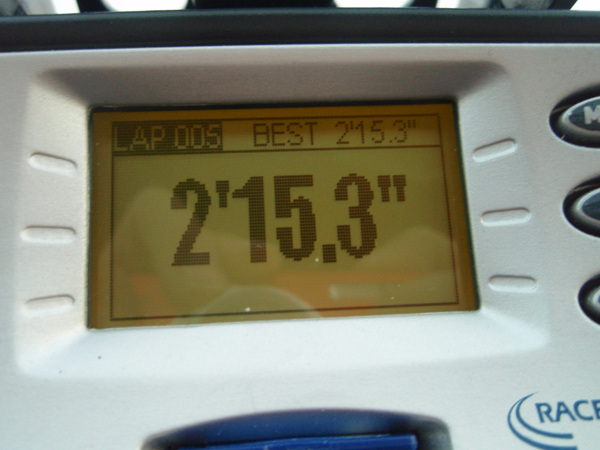 LAP 005 BEST 2'15.3"
2'15.3"
M
RACE